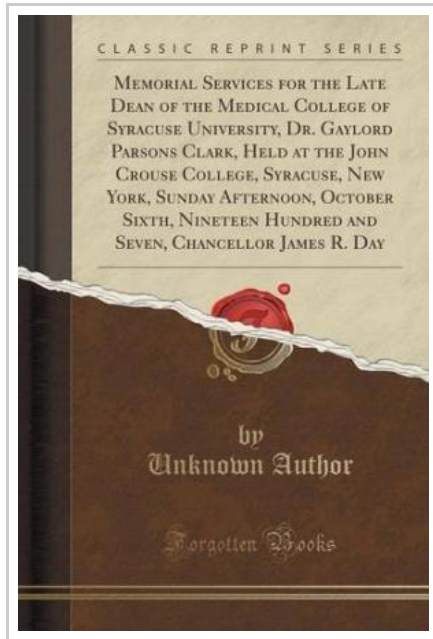 CLASSIC REPRINT SERIES
MEMORIAL SERVICES FOR THE LATE
DEAN OF THE MEDICAL COLLEGE OF
SYRACUSE UNIVERSITY, DR. GAYLORD
PARSONS CLARK, HELD AT THE JOHN
CROUSE COLLEGE, SYRACUSE, NEW
YORK, SUNDAY AFTERNOON, OCTOBER
SIXTH, NINETEEN HUNDRED AND
SEVEN, CHANCELLOR JAMES R. DAY
by
Unknown Author
Forgotten Books